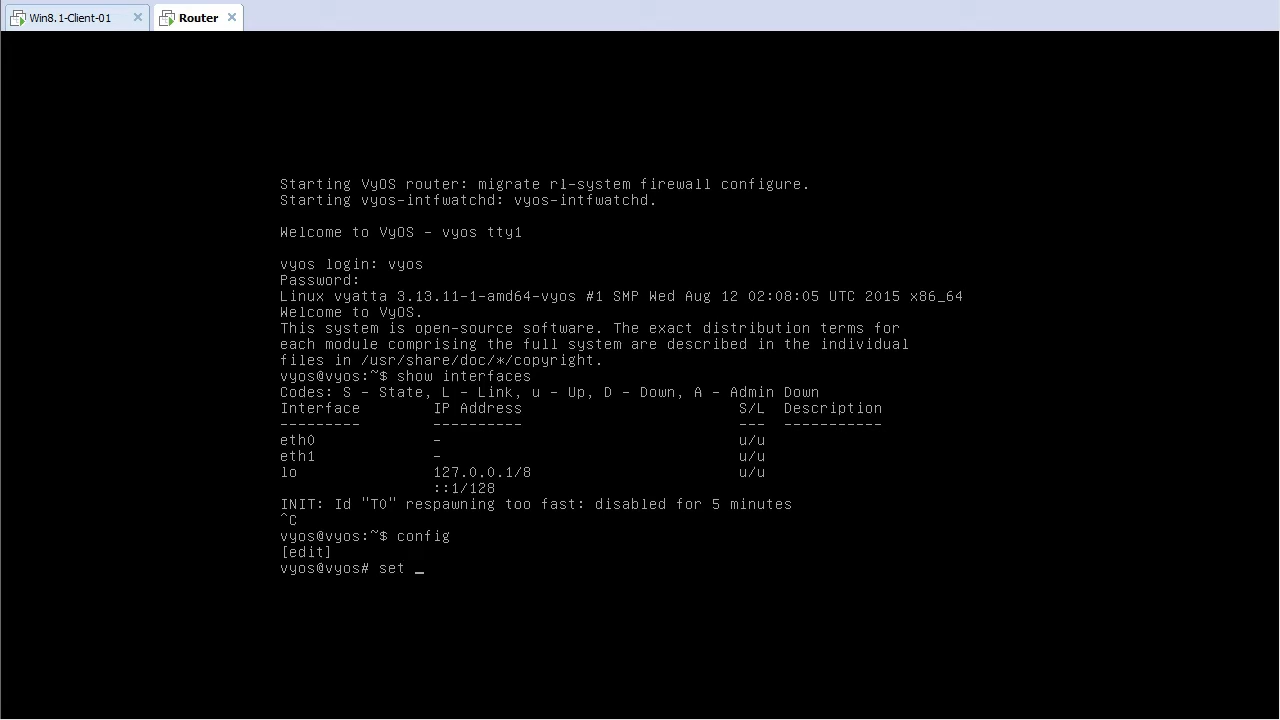 Win8.1-Client-01
Router
Starting VyOS router: migrate rl-system firewall configure.
Starting vyos-intfwatchd: vyos-intfwatchd.
Welcome to VyOS - vyos tty1
vyos login: vyos
Password:
Linux vyatta 3.13.11-1-amd64-vyos #1 SMP Wed Aug 12 02:08:05 UTC 2015 x86_64
Welcome to VyOS.
This system is open-source software. The exact distribution terms for
each module comprising the full system are described in the individual
files in /usr/share/doc/*/copyright.
vyos@vyos:~$ show interfaces
Codes: S - State, L - Link, u - Up, D - Down, A - Admin Down
Interface        IP Address                        S/L  Description
---------        ----------                        ---  -----------
eth0             -                                 u/u
eth1             -                                 u/u
lo               127.0.0.1/8                       u/u
                 ::1/128
INIT: Id "T0" respawning too fast: disabled for 5 minutes
^C
vyos@vyos:~$ config
[edit]
vyos@vyos# set _